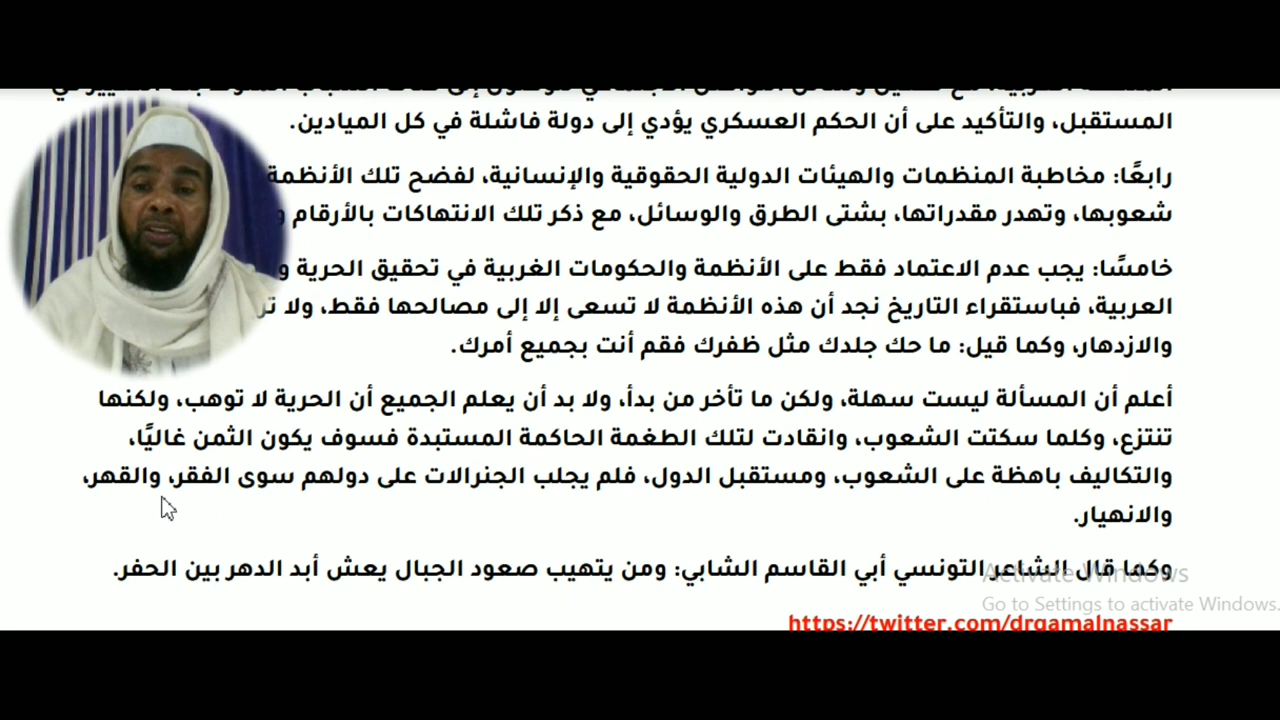 المستقبل، والتأكيد على أن الحكم العسكري يؤدي إلى دولة فاشلة في كل الميادين.
رابعًا: مخاطبة المنظمات والهيئات الدولية الحقوقية والإنسانية، لفضح تلك الأنظمة
شعوبها، وتهدر مقدراتها، بشتى الطرق والوسائل، مع ذكر تلك الانتهاكات بالأرقام و
خامسًا: يجب عدم الاعتماد فقط على الأنظمة والحكومات الغربية في تحقيق الحرية و
العربية، فباستقراء التاريخ نجد أن هذه الأنظمة لا تسعى إلا إلى مصالحها فقط، ولا
والازدهار، وكما قيل: ما حك جلدك مثل ظفرك فقم أنت بجميع أمرك.
أعلم أن المسألة ليست سهلة، ولكن ما تأخر من بدأ، ولا بد أن يعلم الجميع أن الحرية لا توهب، ولكنها
تنتزع، وكلما سكتت الشعوب، وانقادت لتلك الطغمة الحاكمة المستبدة فسوف يكون الثمن غاليًا،
والتكاليف باهظة على الشعوب، ومستقبل الدول، فلم يجلب الجنرالات على دولهم سوى الفقر، والقهر،
والانهيار.
وكما قال الشاعر التونسي أبي القاسم الشابي: ومن يتهيب صعود الجبال يعش أبد الدهر بين الحفر.
Activate Windows
Go to Settings to activate Windows.
https://twitter.com/drgamalnassar